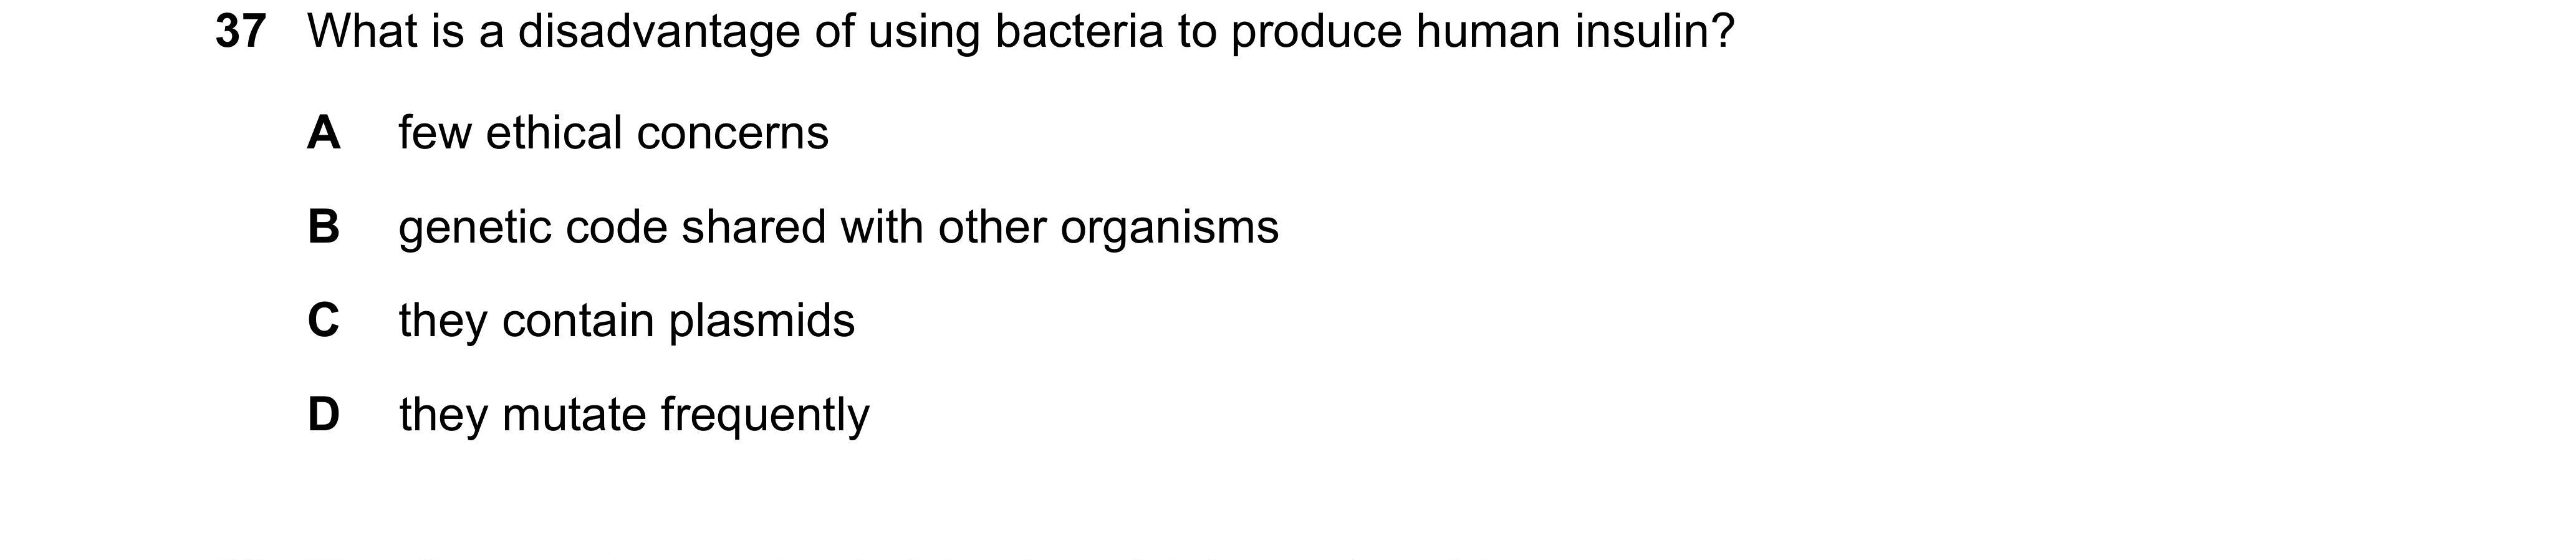 37 What is a disadvantage of using bacteria to produce human insulin?
A few ethical concerns
B genetic code shared with other organisms
C they contain plasmids
D they mutate frequently